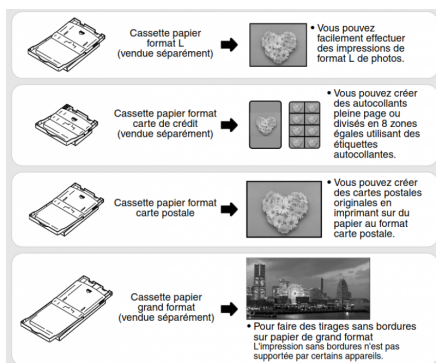 Cassette papier
format L
(vendue séparément)
• Vous pouvez
facilement effectuer
des impressions de
format L de photos.
Cassette papier format
carte de crédit
(vendue séparément)
• Vous pouvez créer
des autocollants
pleine page ou
divisés en 8 zones
égales utilisant des
étiquettes
autocollantes.
Cassette papier format
carte postale
• Vous pouvez créer
des cartes postales
originales en
imprimant sur du
papier au format
carte postale.
Cassette papier
grand format
(vendue séparément)
• Pour faire des tirages sans bordures
sur papier de grand format
L'impression sans bordures n'est pas
supportée par certains appareils.